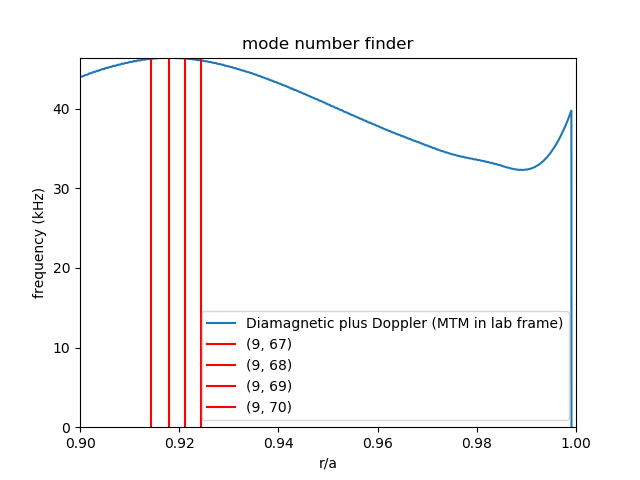 mode number finder
frequency (kHz)
40
30
20
10
0
Diamagnetic plus Doppler (MTM in lab frame)
(9, 67)
(9, 68)
(9, 69)
(9, 70)
0.90 0.92 0.94 0.96 0.98 1.00
r/a